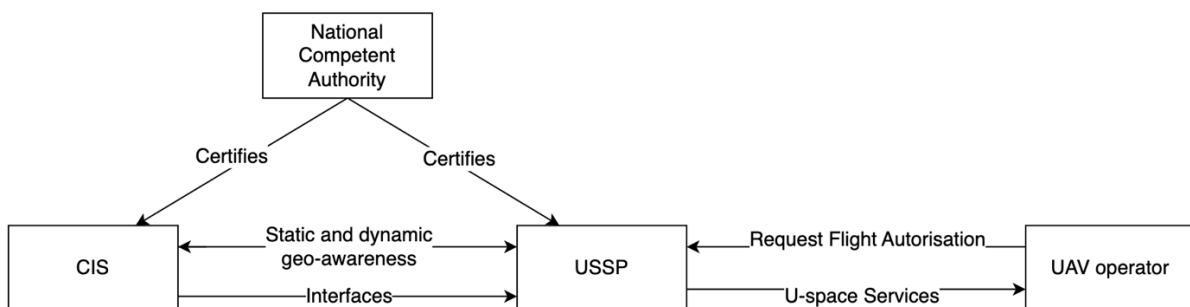 National
Competent
Authority
Certifies
Certifies
Static and dynamic
geo-awareness
Request Flight Autorisation
CIS
USSP
UAV operator
Interfaces
U-space Services